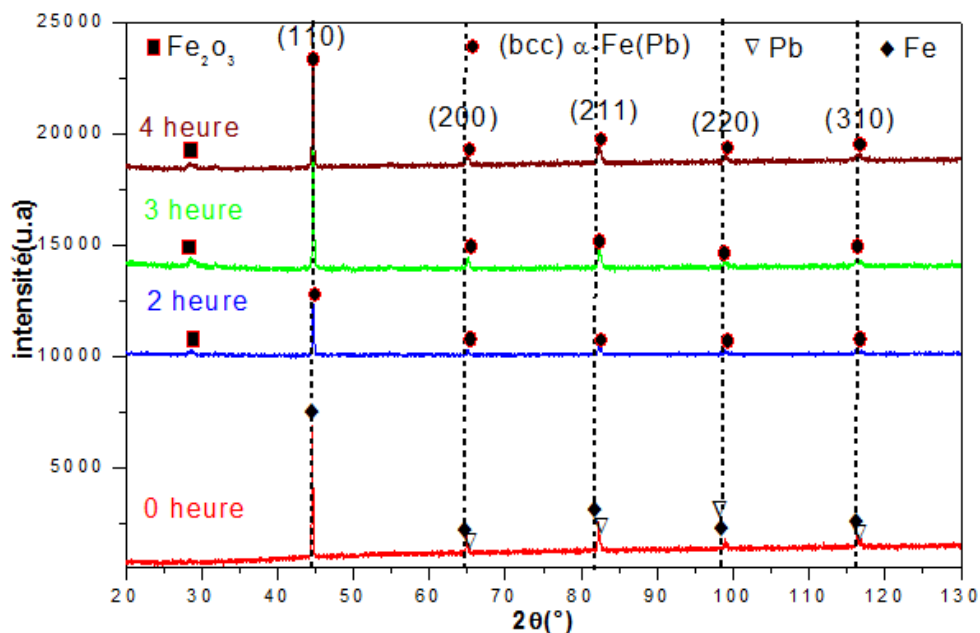 25000
20000
15000
10000
5000
intensité(u.a)
Fe₂o₃
(bcc) α-Fe(Pb)
Pb
Fe
(110)
(200)
(211)
(220)
(310)
4 heure
3 heure
2 heure
0 heure
20 30 40 50 60 70 80 90 100 110 120 130
2θ(°)